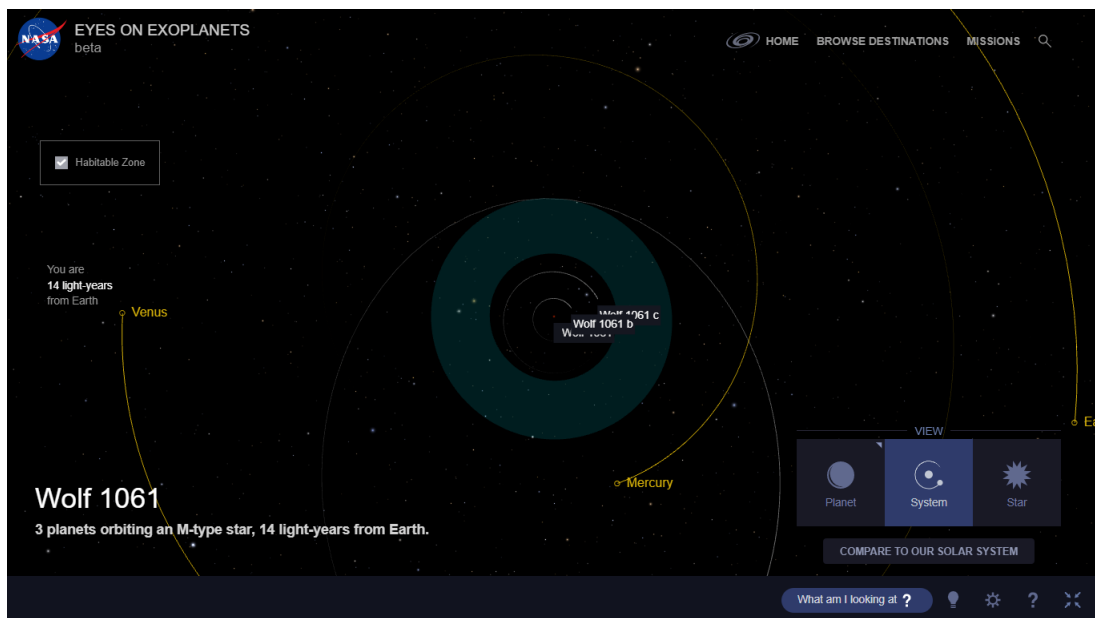 NASA
EYES ON EXOPLANETS
beta
HOME BROWSE DESTINATIONS MISSIONS
Habitable Zone
You are
14 light-years
from Earth
Venus
Wolf 1061 c
Wolf 1061 b
Wolf 1061
VIEW
Mercury
Planet System Star
Wolf 1061
3 planets orbiting an M-type star, 14 light-years from Earth.
COMPARE TO OUR SOLAR SYSTEM
What am I looking at ?
?